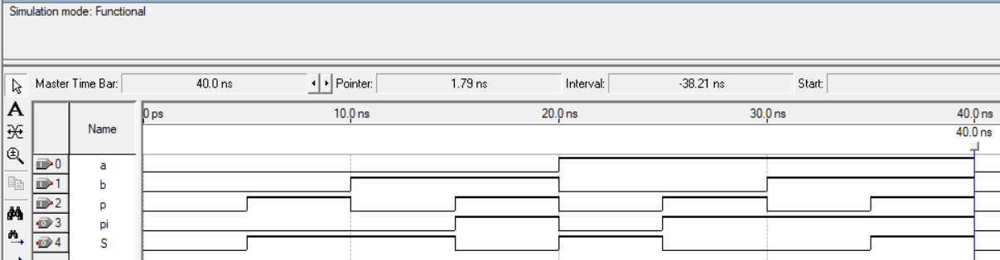 Simulation mode: Functional
Master Time Bar: 40.0 ns Pointer: 1.79 ns Interval: -38.21 ns Start:
A
Name
0 ps 10.0 ns 20.0 ns 30.0 ns 40.0 ns
40.0 ns
0 a
1 b
2 p
3 pi
4 S